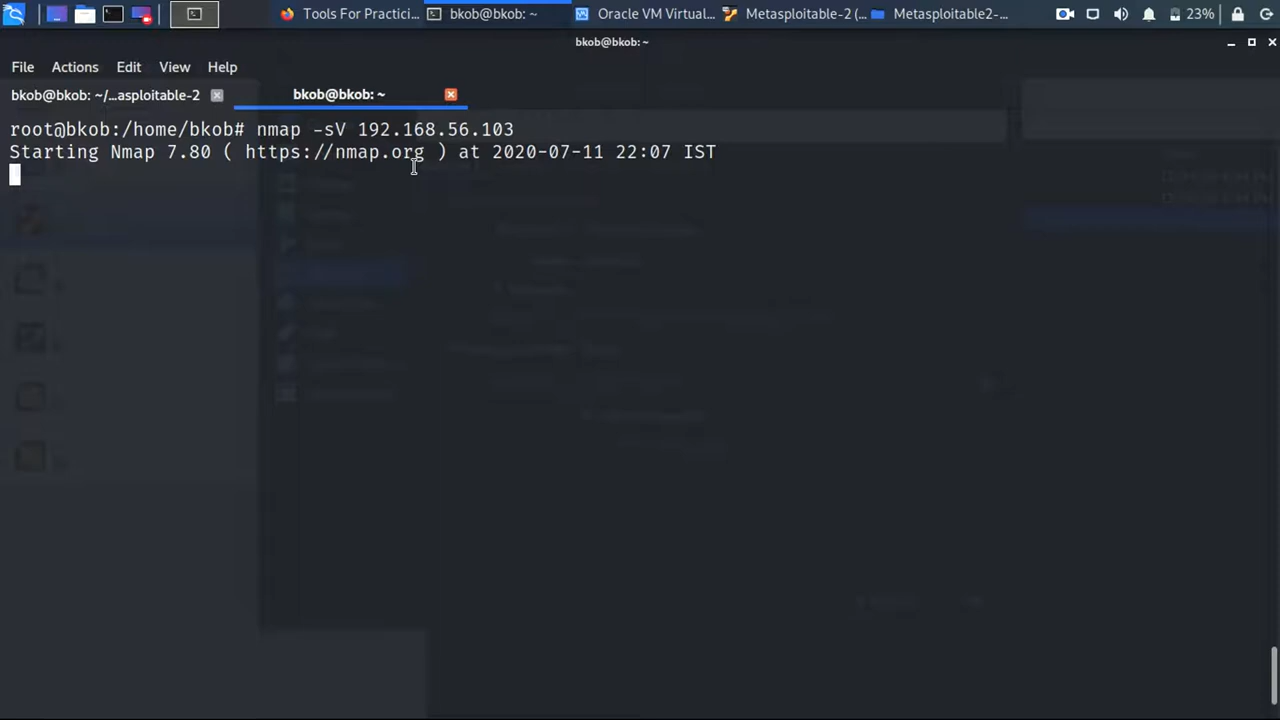 Tools For Practici... bkob@bkob: ~ Oracle VM Virtual... Metasploitable-2 (... Metasploitable2-... 23%
bkob@bkob: ~
File Actions Edit View Help
bkob@bkob: ~/...asploitable-2 bkob@bkob: ~
root@bkob:/home/bkob# nmap -sV 192.168.56.103
Starting Nmap 7.80 ( https://nmap.org ) at 2020-07-11 22:07 IST